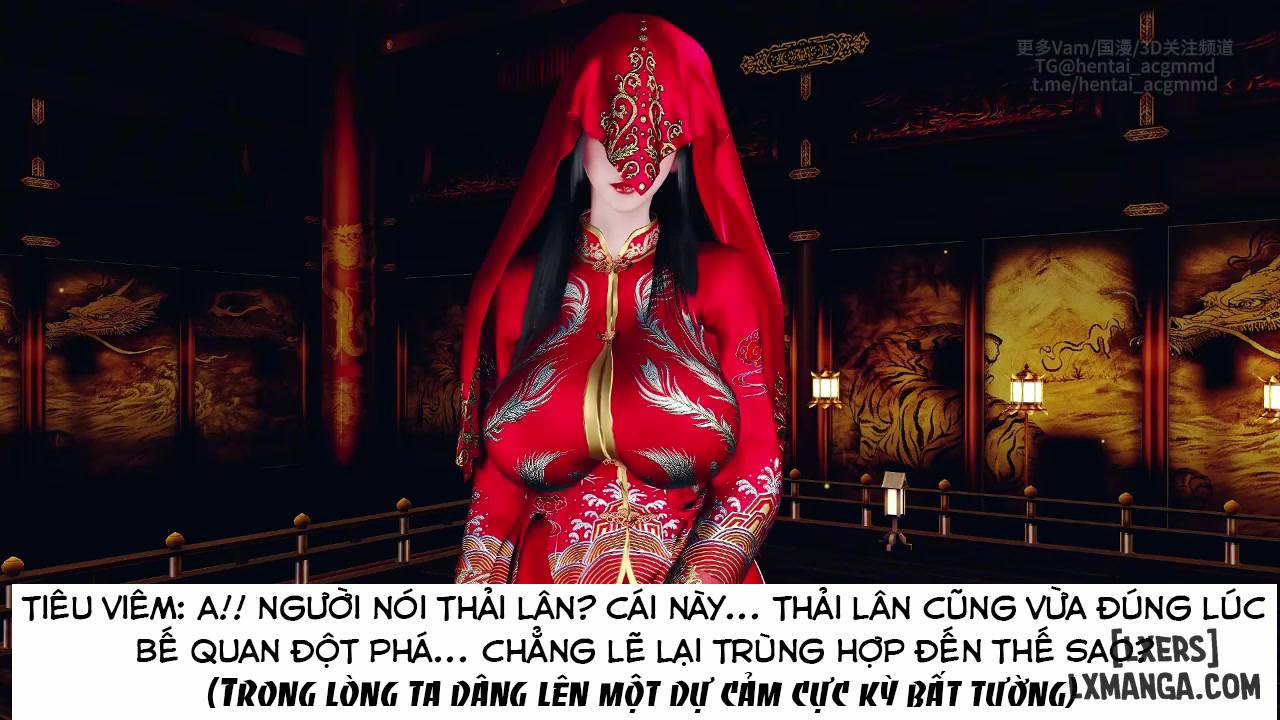 更多Vam/国漫/3D关注频道
TG@hentai_acgmmd
t.me/hentai_acgmmd
TIÊU VIÊM: A!! NGƯỜI NÓI THẢI LÂN? CÁI NÀY... THẢI LÂN CŨNG VỪA ĐÚNG LÚC
BẾ QUAN ĐỘT PHÁ... CHẲNG LẼ LẠI TRÙNG HỢP ĐẾN THẾ SAO?
[LXERS]
(TRONG LÒNG TA DÂNG LÊN MỘT DỰ CẢM CỰC KỲ BẤT TƯỜNG)
LXMANGA.COM